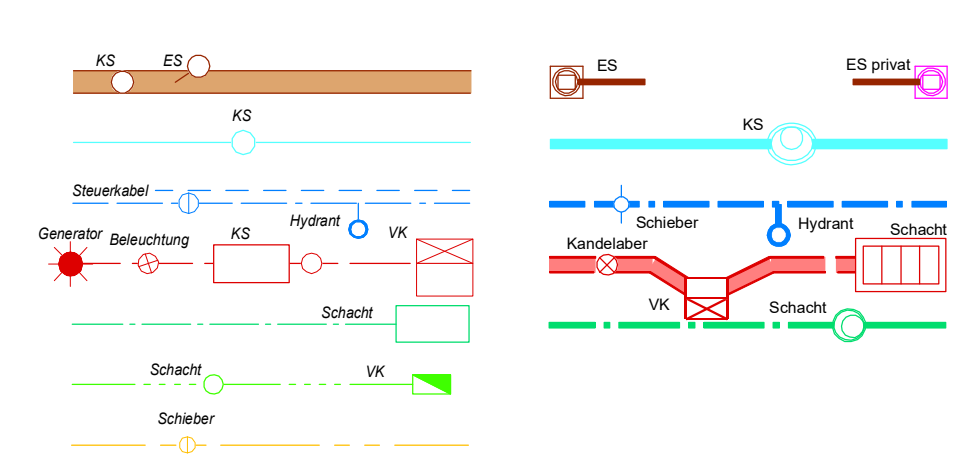 KS ES
KS
Steuerkabel
Hydrant
Generator Beleuchtung KS VK
Schacht
Schacht VK
Schieber
ES ES privat
KS
Schieber Hydrant
Kandelaber Schacht
VK Schacht